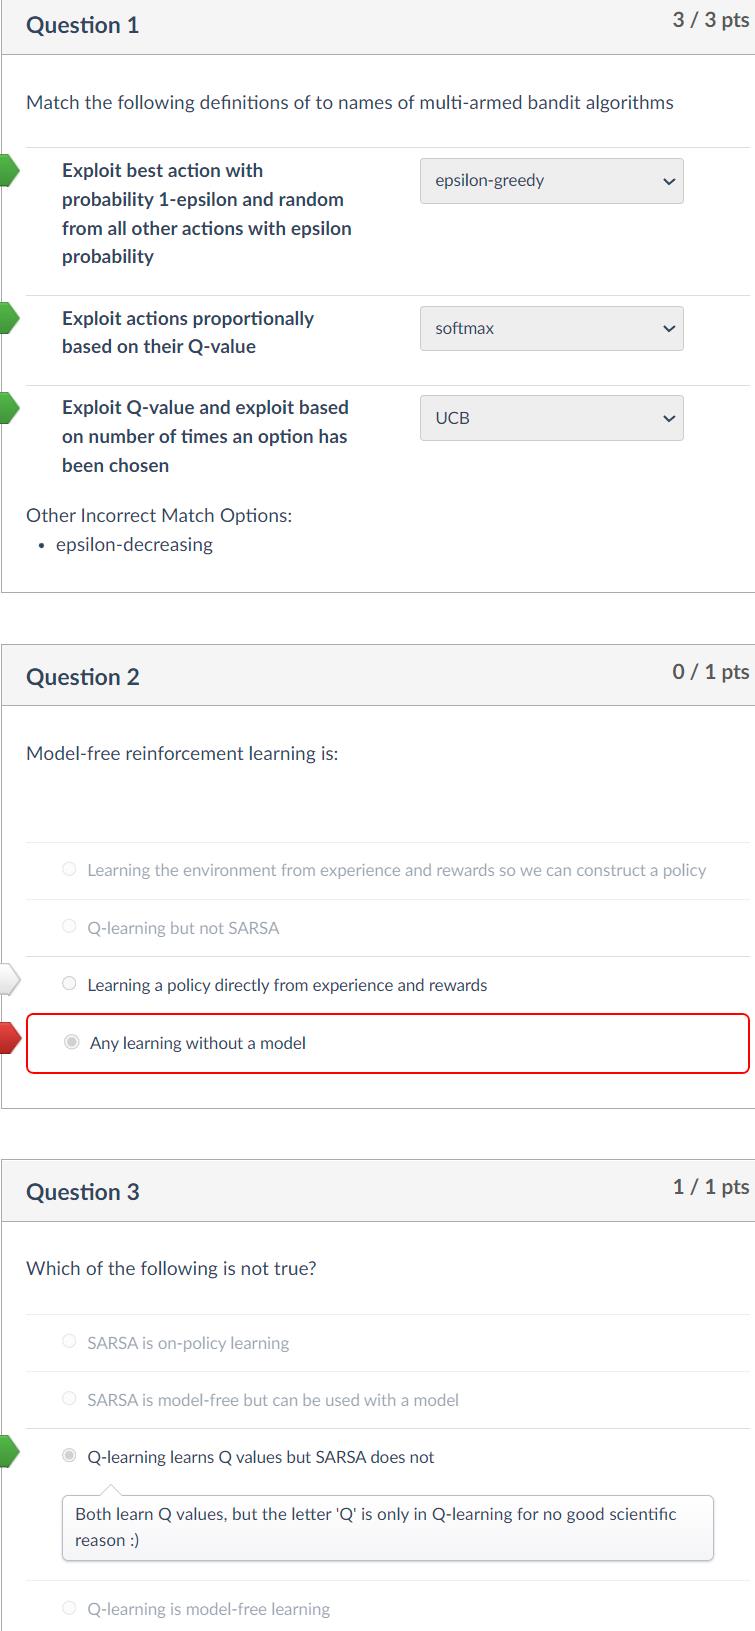 Question 1
3 / 3 pts
Match the following definitions of to names of multi-armed bandit algorithms
Exploit best action with
probability 1-epsilon and random
from all other actions with epsilon
probability
epsilon-greedy
Exploit actions proportionally
based on their Q-value
softmax
Exploit Q-value and exploit based
on number of times an option has
been chosen
UCB
Other Incorrect Match Options:
• epsilon-decreasing
Question 2
0 / 1 pts
Model-free reinforcement learning is:
Learning the environment from experience and rewards so we can construct a policy
Q-learning but not SARSA
Learning a policy directly from experience and rewards
Any learning without a model
Question 3
1 / 1 pts
Which of the following is not true?
SARSA is on-policy learning
SARSA is model-free but can be used with a model
Q-learning learns Q values but SARSA does not
Both learn Q values, but the letter 'Q' is only in Q-learning for no good scientific
reason :)
Q-learning is model-free learning